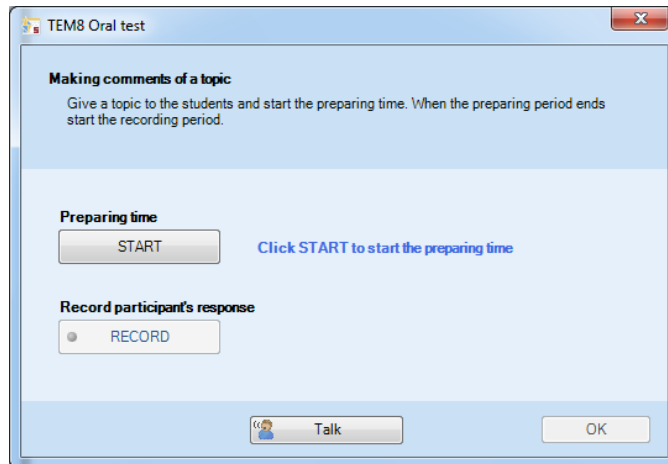 TEM8 Oral test
Making comments of a topic
Give a topic to the students and start the preparing time. When the preparing period ends
start the recording period.
Preparing time
START
Click START to start the preparing time
Record participant's response
RECORD
Talk
OK